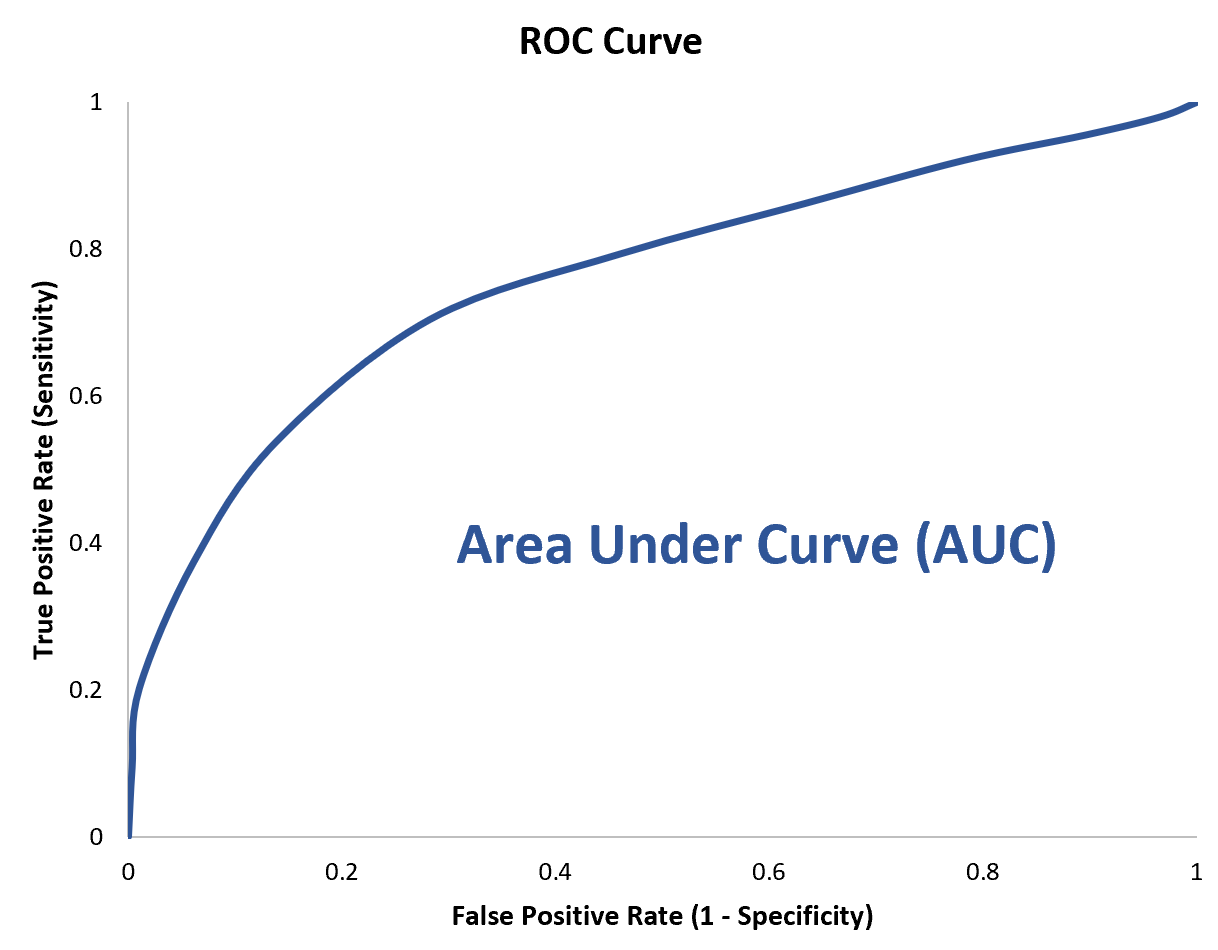 ROC Curve
1
0.8
0.6
0.4
0.2
0
True Positive Rate (Sensitivity)
Area Under Curve (AUC)
0 0.2 0.4 0.6 0.8 1
False Positive Rate (1 - Specificity)